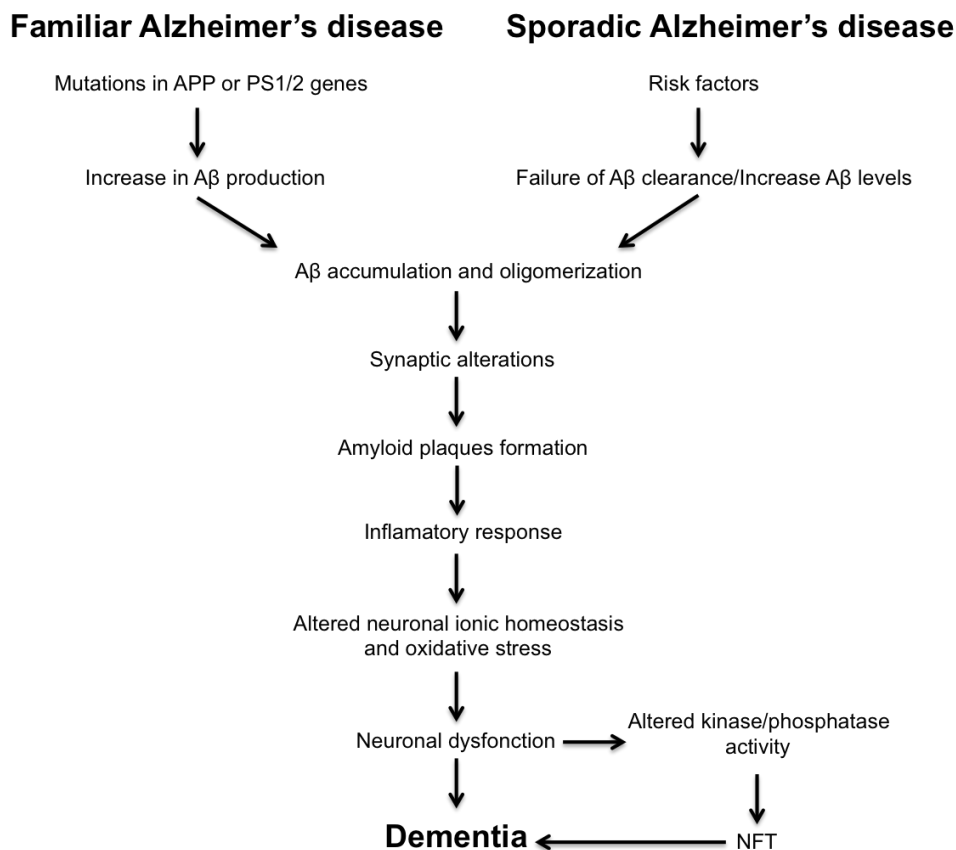 Familiar Alzheimer's disease
Sporadic Alzheimer's disease
Mutations in APP or PS1/2 genes
Risk factors
Increase in Aβ production
Failure of Aβ clearance/Increase Aβ levels
Aβ accumulation and oligomerization
Synaptic alterations
Amyloid plaques formation
Inflamatory response
Altered neuronal ionic homeostasis
and oxidative stress
Neuronal dysfonction
Altered kinase/phosphatase
activity
Dementia
NFT